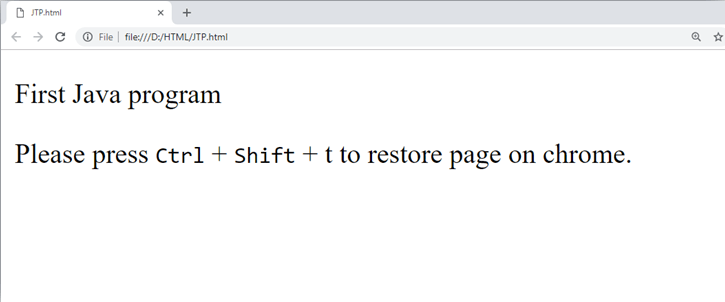 JTP.html
File | file:///D:/HTML/JTP.html
First Java program
Please press Ctrl + Shift + t to restore page on chrome.